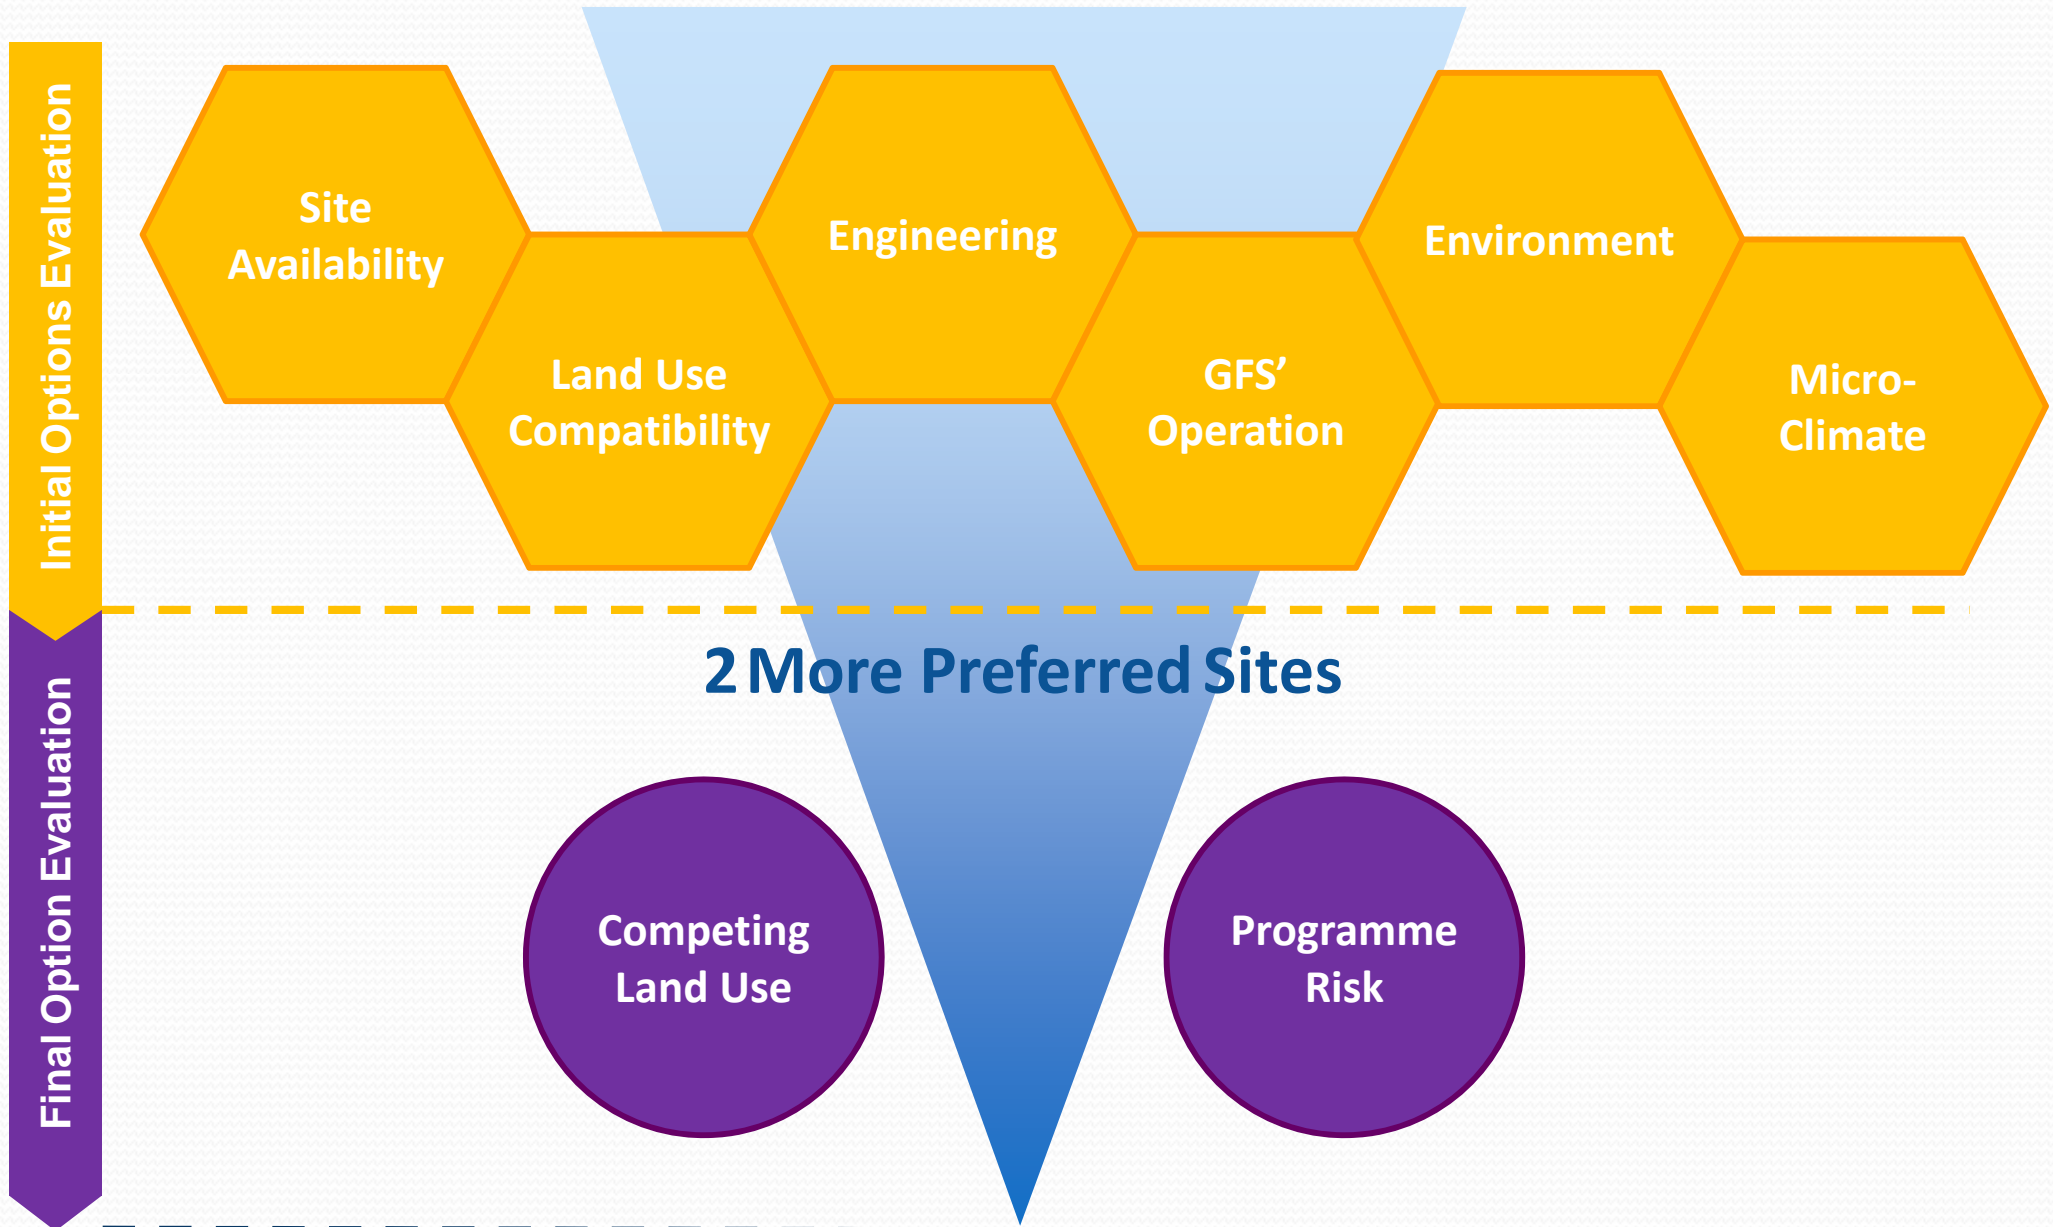 Initial Options Evaluation
Site
Availability
Land Use
Compatibility
Engineering
GFS’
Operation
Environment
Micro-
Climate
2 More Preferred Sites
Final Option Evaluation
Competing
Land Use
Programme
Risk